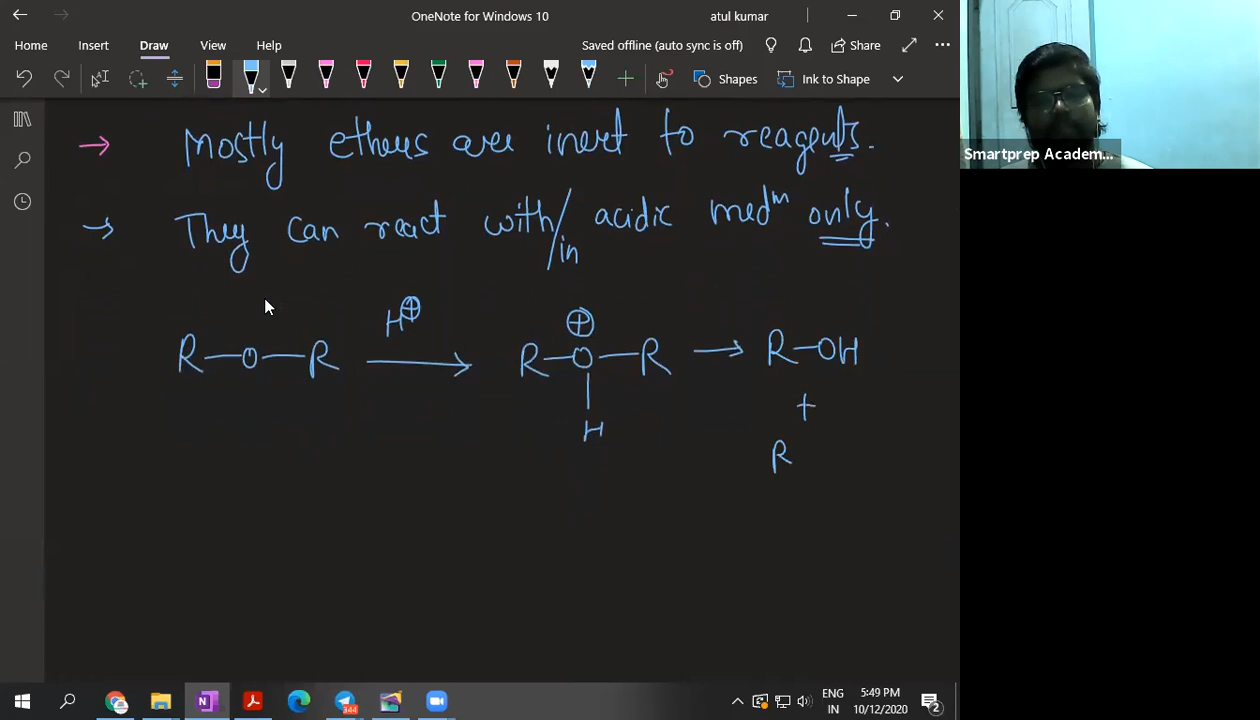 OneNote for Windows 10
atul kumar
Home Insert Draw View Help
Saved offline (auto sync is off)
Share
Shapes
Ink to Shape
Smartprep Academ...
→ Mostly ethers are inert to reagents.
→ They can react with/in acidic medᵐ only.
R—O—R H⊕ → R—O—R → R—OH
⊕
H
+
R
344
ENG
IN
5:49 PM
10/12/2020
2